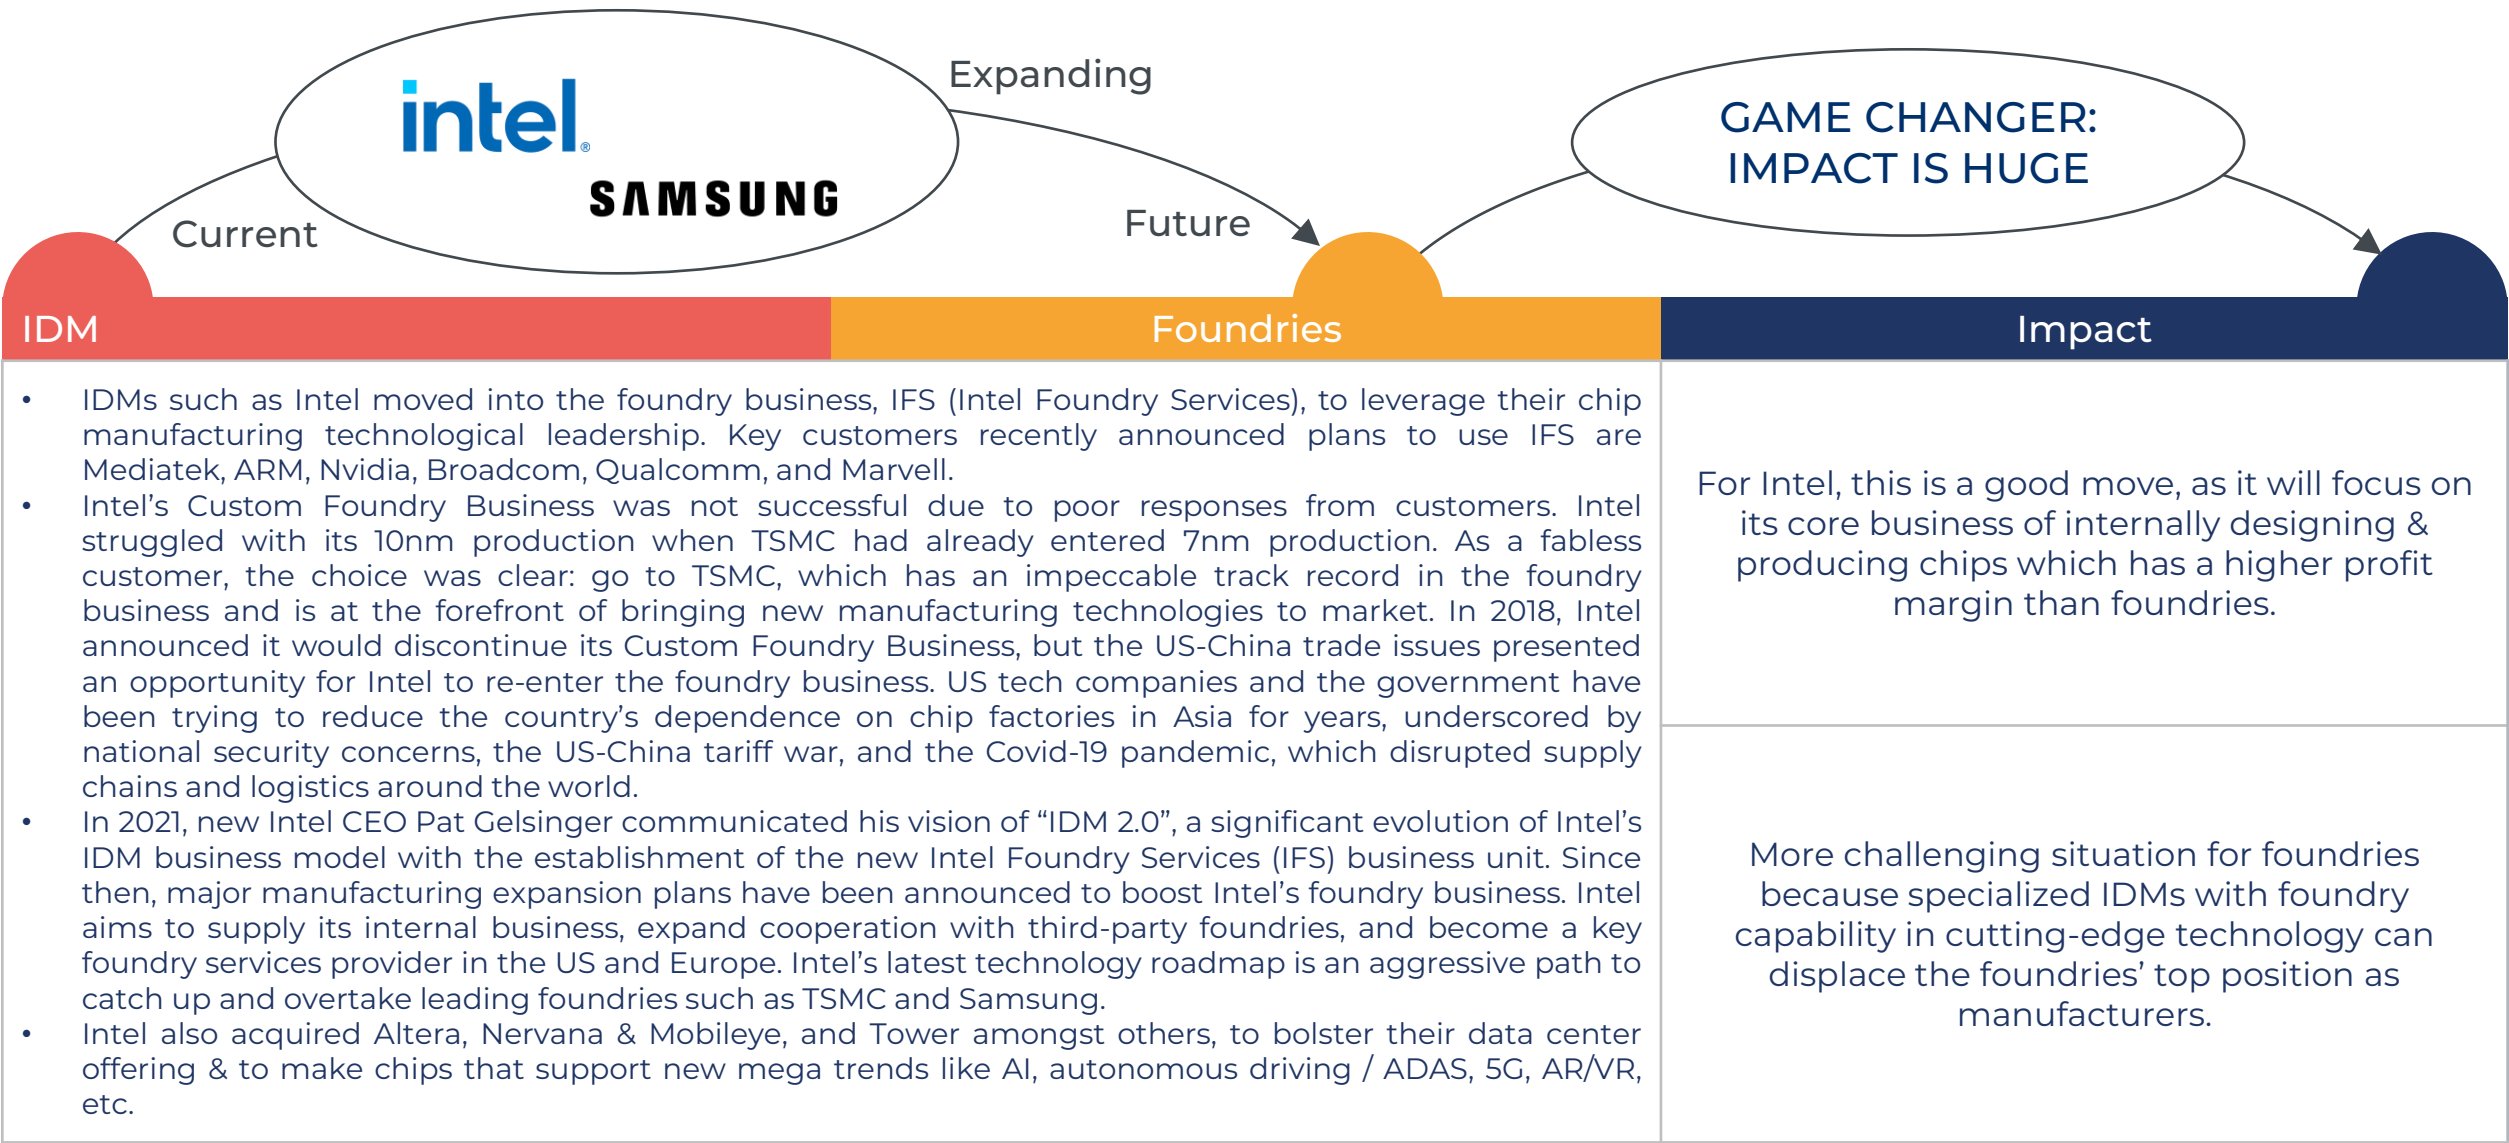 intel
SAMSUNG
Expanding
Current
Future
GAME CHANGER:
IMPACT IS HUGE
IDM
Foundries
Impact
• IDMs such as Intel moved into the foundry business, IFS (Intel Foundry Services), to leverage their chip
manufacturing technological leadership. Key customers recently announced plans to use IFS are
Mediatek, ARM, Nvidia, Broadcom, Qualcomm, and Marvell.
• Intel’s Custom Foundry Business was not successful due to poor responses from customers. Intel
struggled with its 10nm production when TSMC had already entered 7nm production. As a fabless
customer, the choice was clear: go to TSMC, which has an impeccable track record in the foundry
business and is at the forefront of bringing new manufacturing technologies to market. In 2018, Intel
announced it would discontinue its Custom Foundry Business, but the US-China trade issues presented
an opportunity for Intel to re-enter the foundry business. US tech companies and the government have
been trying to reduce the country’s dependence on chip factories in Asia for years, underscored by
national security concerns, the US-China tariff war, and the Covid-19 pandemic, which disrupted supply
chains and logistics around the world.
• In 2021, new Intel CEO Pat Gelsinger communicated his vision of “IDM 2.0”, a significant evolution of Intel’s
IDM business model with the establishment of the new Intel Foundry Services (IFS) business unit. Since
then, major manufacturing expansion plans have been announced to boost Intel’s foundry business. Intel
aims to supply its internal business, expand cooperation with third-party foundries, and become a key
foundry services provider in the US and Europe. Intel’s latest technology roadmap is an aggressive path to
catch up and overtake leading foundries such as TSMC and Samsung.
• Intel also acquired Altera, Nervana & Mobileye, and Tower amongst others, to bolster their data center
offering & to make chips that support new mega trends like AI, autonomous driving / ADAS, 5G, AR/VR,
etc.
For Intel, this is a good move, as it will focus on
its core business of internally designing &
producing chips which has a higher profit
margin than foundries.
More challenging situation for foundries
because specialized IDMs with foundry
capability in cutting-edge technology can
displace the foundries’ top position as
manufacturers.